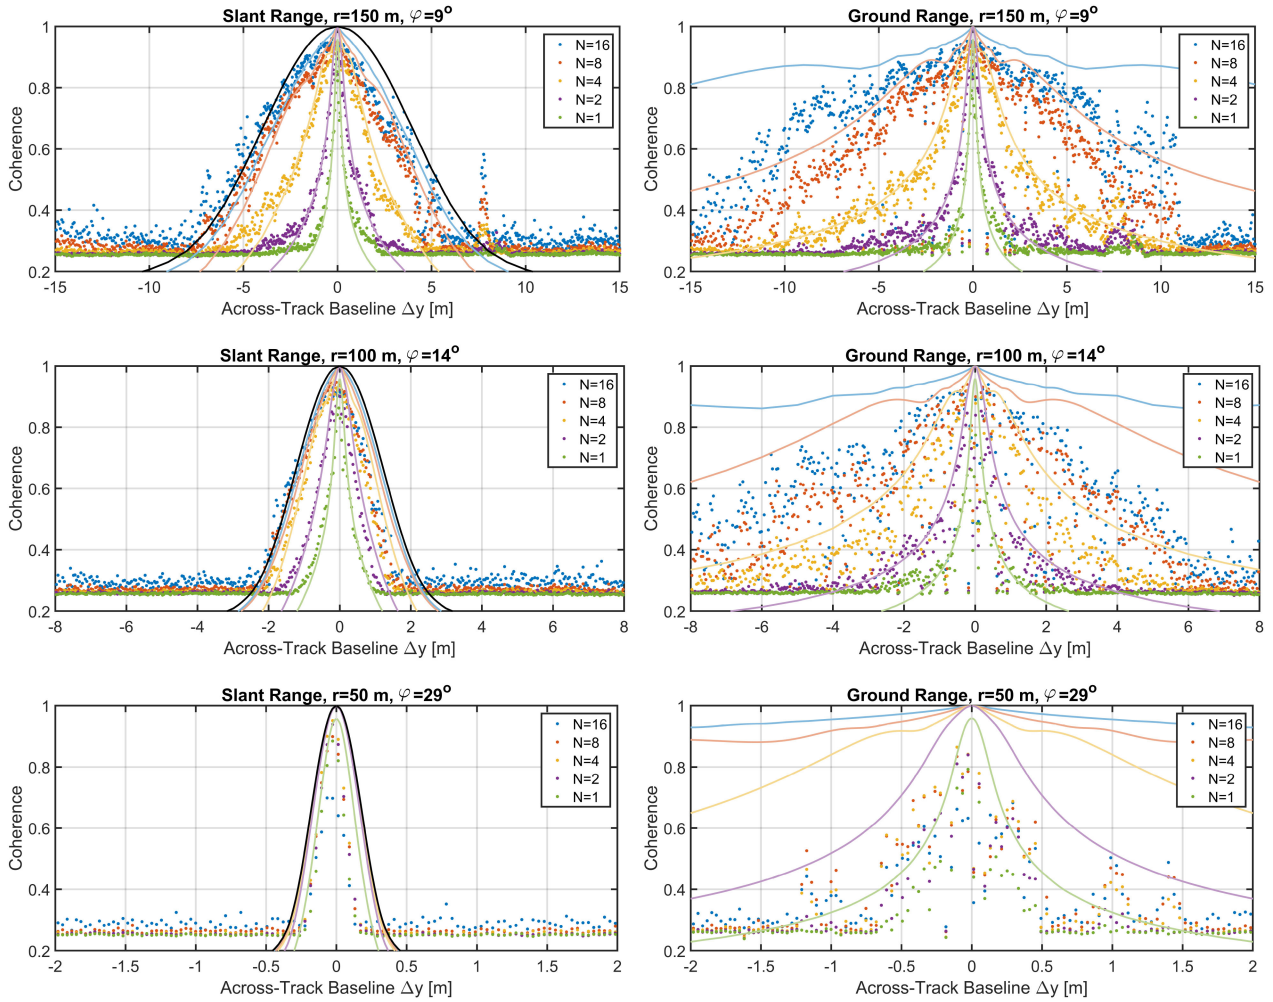 Slant Range, r=150 m, φ=9°
1
0.8
0.6
0.4
0.2
Coherence
-15
-10
-5
0
5
10
15
Across-Track Baseline Δy [m]
N=16
N=8
N=4
N=2
N=1
Ground Range, r=150 m, φ=9°
1
0.8
0.6
0.4
0.2
Coherence
-15
-10
-5
0
5
10
15
Across-Track Baseline Δy [m]
N=16
N=8
N=4
N=2
N=1
Slant Range, r=100 m, φ=14°
1
0.8
0.6
0.4
0.2
Coherence
-8
-6
-4
-2
0
2
4
6
8
Across-Track Baseline Δy [m]
N=16
N=8
N=4
N=2
N=1
Ground Range, r=100 m, φ=14°
1
0.8
0.6
0.4
0.2
Coherence
-8
-6
-4
-2
0
2
4
6
8
Across-Track Baseline Δy [m]
N=16
N=8
N=4
N=2
N=1
Slant Range, r=50 m, φ=29°
1
0.8
0.6
0.4
0.2
Coherence
-2
-1.5
-1
-0.5
0
0.5
1
1.5
2
Across-Track Baseline Δy [m]
N=16
N=8
N=4
N=2
N=1
Ground Range, r=50 m, φ=29°
1
0.8
0.6
0.4
0.2
Coherence
-2
-1.5
-1
-0.5
0
0.5
1
1.5
2
Across-Track Baseline Δy [m]
N=16
N=8
N=4
N=2
N=1